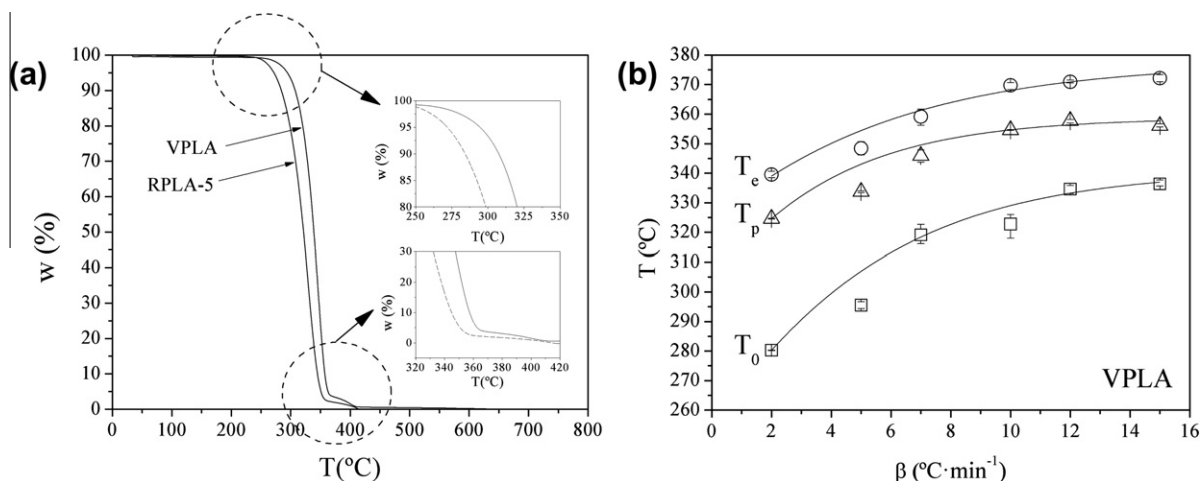 (a)
100
90
80
70
60
50
40
30
20
10
0
w (%)
VPLA
RPLA-5
0 100 200 300 400 500 600 700 800
T(ºC)
100
95
90
85
80
w (%)
250 275 300 325 350
T(ºC)
30
20
10
0
w (%)
320 340 360 380 400 420
T(ºC)
(b)
380
370
360
350
340
330
320
310
300
290
280
270
260
T (ºC)
Te
Tp
T0
VPLA
0 2 4 6 8 10 12 14 16
β (ºC·min⁻¹)